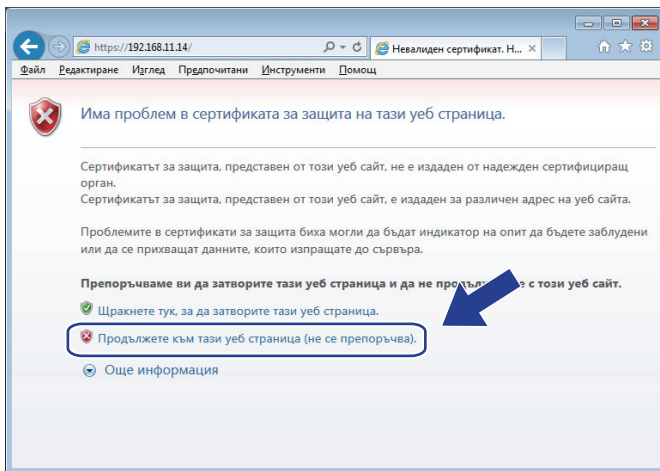 https://192.168.11.14/
Невалиден сертификат. Н...
Файл Редактиране Изглед Предпочитани Инструменти Помощ
Има проблем в сертификата за защита на тази уеб страница.
Сертификатът за защита, представен от този уеб сайт, не е издаден от надежден сертифициращ
орган.
Сертификатът за защита, представен от този уеб сайт, е издаден за различен адрес на уеб сайта.
Проблемите в сертификати за защита биха могли да бъдат индикатор на опит да бъдете заблудени
или да се прихващат данните, които изпращате до сървъра.
Препоръчваме ви да затворите тази уеб страница и да не с този уеб сайт.
Щракнете тук, за да затворите тази уеб страница.
Продължете към тази уеб страница (не се препоръчва).
Още информация